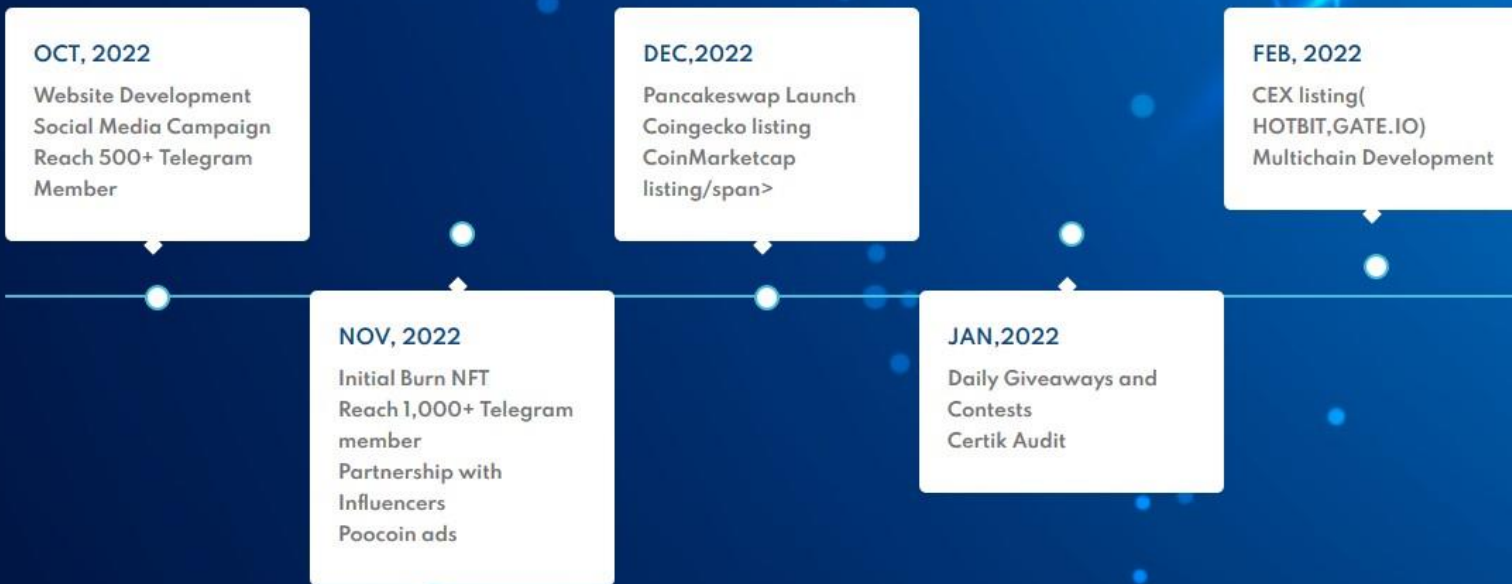 OCT, 2022
Website Development
Social Media Campaign
Reach 500+ Telegram
Member
NOV, 2022
Initial Burn NFT
Reach 1,000+ Telegram
member
Partnership with
Influencers
Poocoin ads
DEC,2022
Pancakeswap Launch
Coingecko listing
CoinMarketcap
listing/span>
JAN,2022
Daily Giveaways and
Contests
Certik Audit
FEB, 2022
CEX listing(
HOTBIT,GATE.IO)
Multichain Development